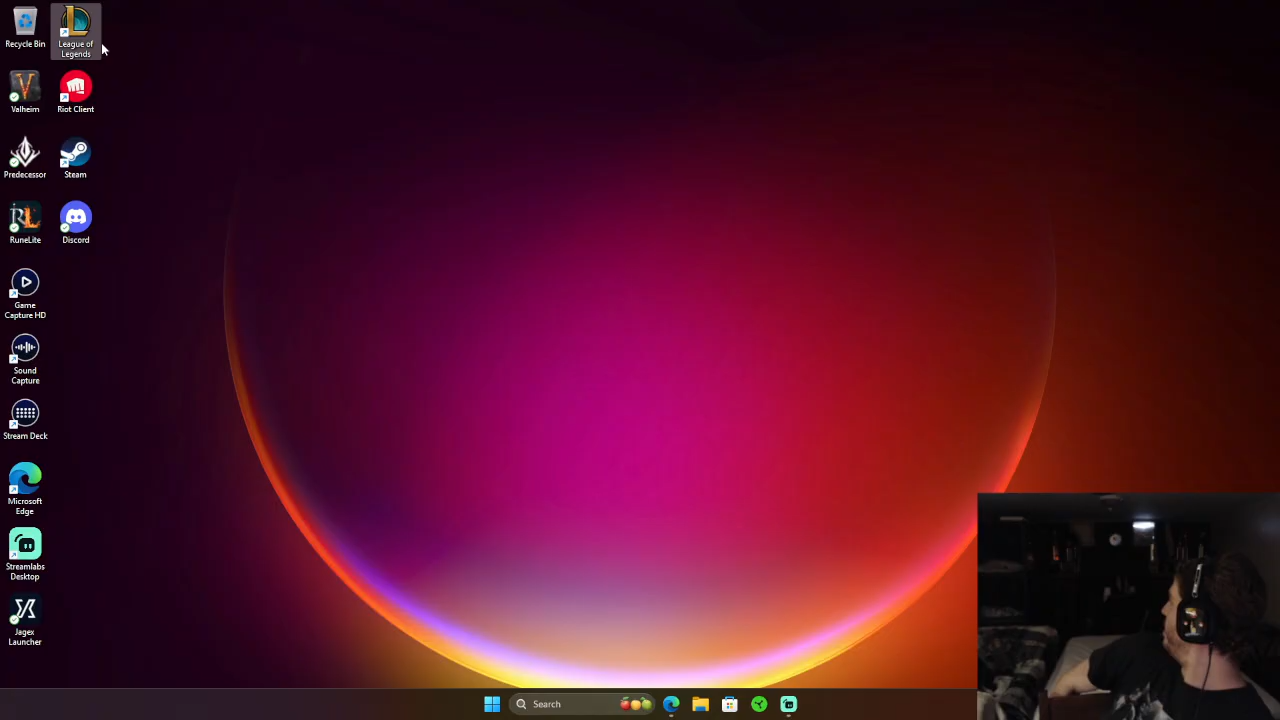 Recycle Bin
League of
Legends
Valheim
Riot Client
Predecessor
Steam
RuneLite
Discord
Game
Capture HD
Sound
Capture
Stream Deck
Microsoft
Edge
Streamlabs
Desktop
Jagex
Launcher
Search